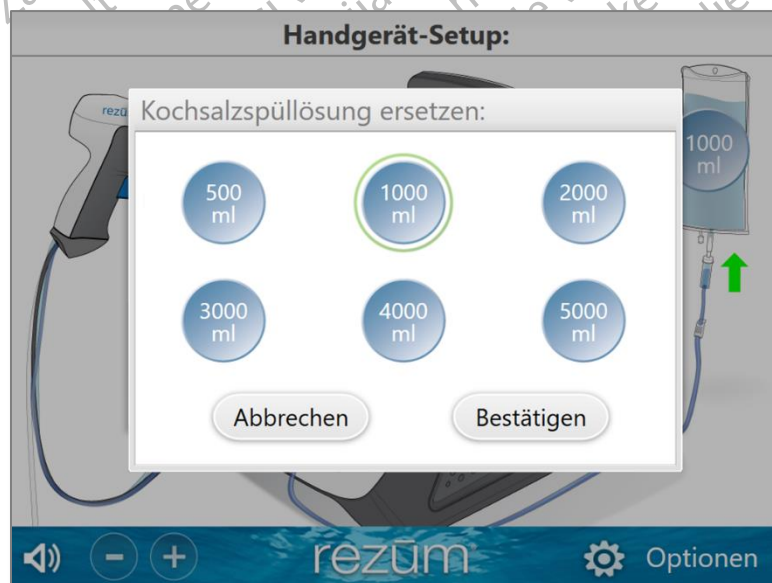 Handgerät-Setup:
Kochsalzspüllösung ersetzen:
500
ml
1000
ml
2000
ml
3000
ml
4000
ml
5000
ml
Abbrechen
Bestätigen
1000
ml
rezūm
Optionen